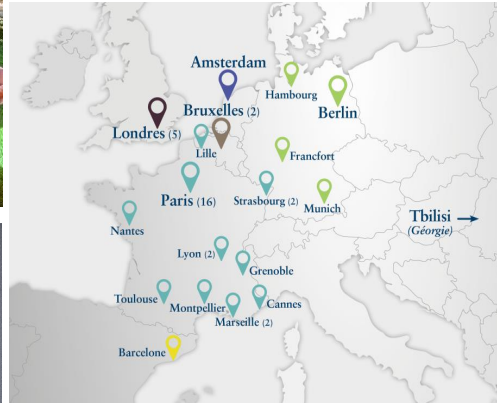 Amsterdam
Hambourg
Bruxelles (2)
Berlin
Londres (5)
Lille
Francfort
Paris (16)
Strasbourg (2)
Munich
Nantes
Tbilisi
(Géorgie)
Lyon (2)
Grenoble
Toulouse
Montpellier
Cannes
Marseille (2)
Barcelone